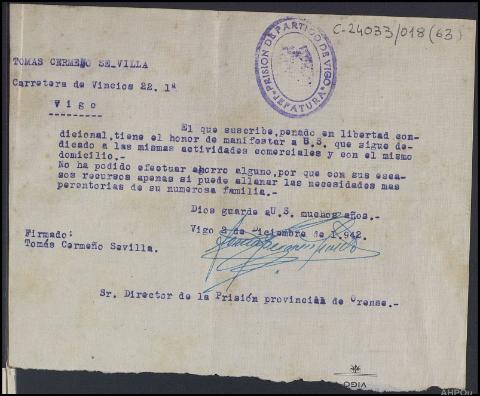 C-24033/018(63)
PRISIÓN DE PARTIDO DE VIGO
JEFATURA
TOMAS CERMEÑO SEVILLA
Carretera de Vincios 22. 1ª
Vigo
---------
El que suscribe, penado en libertad con-
dicional, tiene el honor de manifestar a U.S. que sigue de-
dicado a las mismas actividades comerciales y con el mismo
domicilio.-
No ha podido efectuar ahorro alguno, por que con sus esca-
sos recursos apenas si puede allanar las necesidades mas
perentorias de su numerosa familia.-
Dios guarde a U.S. muchos años.-
Vigo 2 de Diciembre de 1.942.
Firmado:
Tomás Cermeño Sevilla.
Sr. Director de la Prisión provincial de Orense.-
VIGO
AHPOu